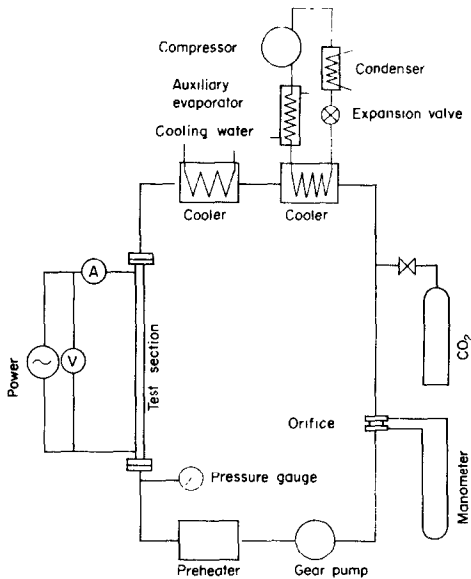 Compressor
Condenser
Auxiliary
evaporator
Expansion valve
Cooling water
Cooler
Cooler
A
V
Power
Test section
CO2
Orifice
Manometer
Pressure gauge
Preheater
Gear pump